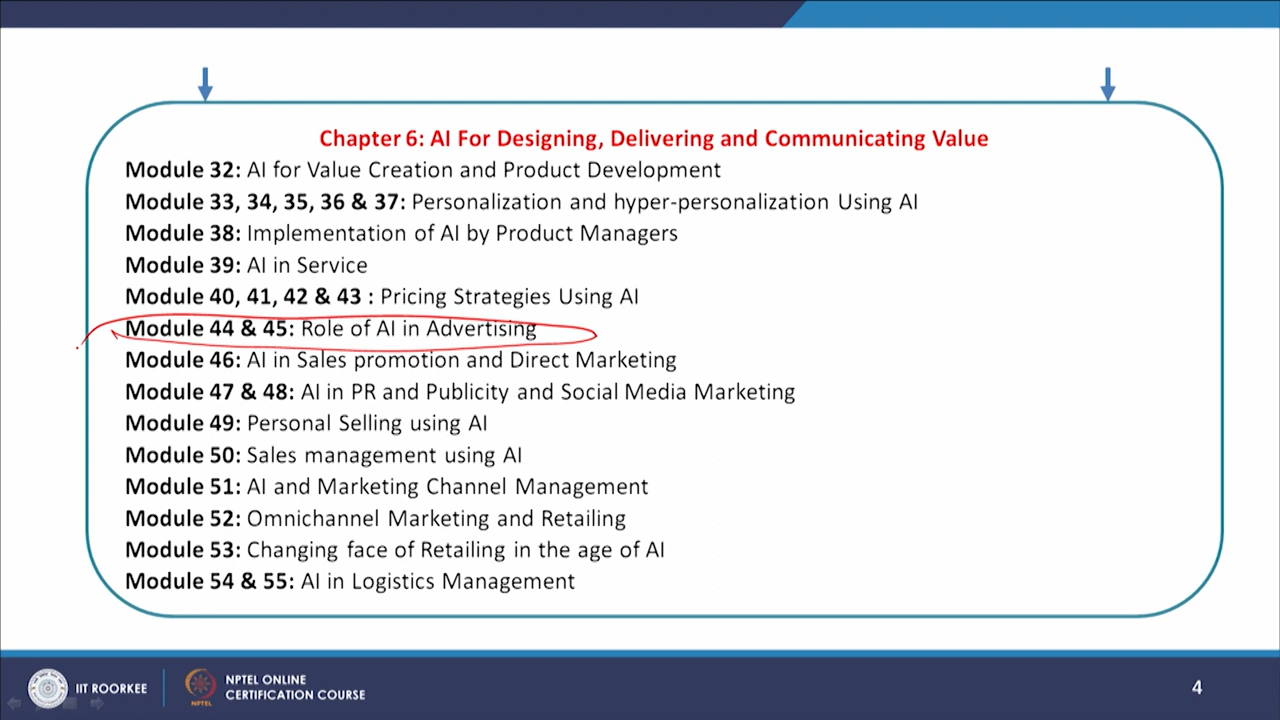 Chapter 6: AI For Designing, Delivering and Communicating Value
Module 32: AI for Value Creation and Product Development
Module 33, 34, 35, 36 & 37: Personalization and hyper-personalization Using AI
Module 38: Implementation of AI by Product Managers
Module 39: AI in Service
Module 40, 41, 42 & 43 : Pricing Strategies Using AI
Module 44 & 45: Role of AI in Advertising
Module 46: AI in Sales promotion and Direct Marketing
Module 47 & 48: AI in PR and Publicity and Social Media Marketing
Module 49: Personal Selling using AI
Module 50: Sales management using AI
Module 51: AI and Marketing Channel Management
Module 52: Omnichannel Marketing and Retailing
Module 53: Changing face of Retailing in the age of AI
Module 54 & 55: AI in Logistics Management
IIT ROORKEE
NPTEL
NPTEL ONLINE
CERTIFICATION COURSE
4